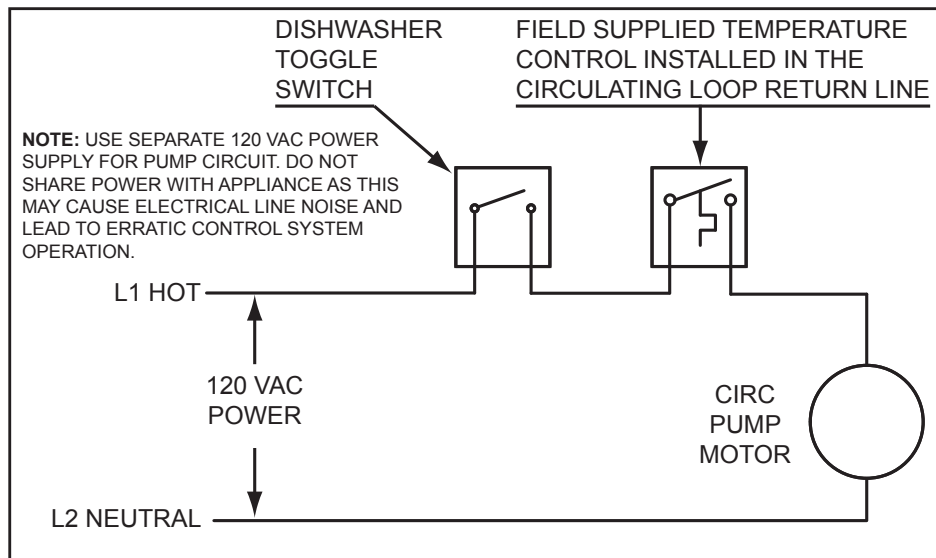 DISHWASHER
TOGGLE
SWITCH
FIELD SUPPLIED TEMPERATURE
CONTROL INSTALLED IN THE
CIRCULATING LOOP RETURN LINE
NOTE: USE SEPARATE 120 VAC POWER
SUPPLY FOR PUMP CIRCUIT. DO NOT
SHARE POWER WITH APPLIANCE AS THIS
MAY CAUSE ELECTRICAL LINE NOISE AND
LEAD TO ERRATIC CONTROL SYSTEM
OPERATION.
L1 HOT
120 VAC
POWER
CIRC
PUMP
MOTOR
L2 NEUTRAL